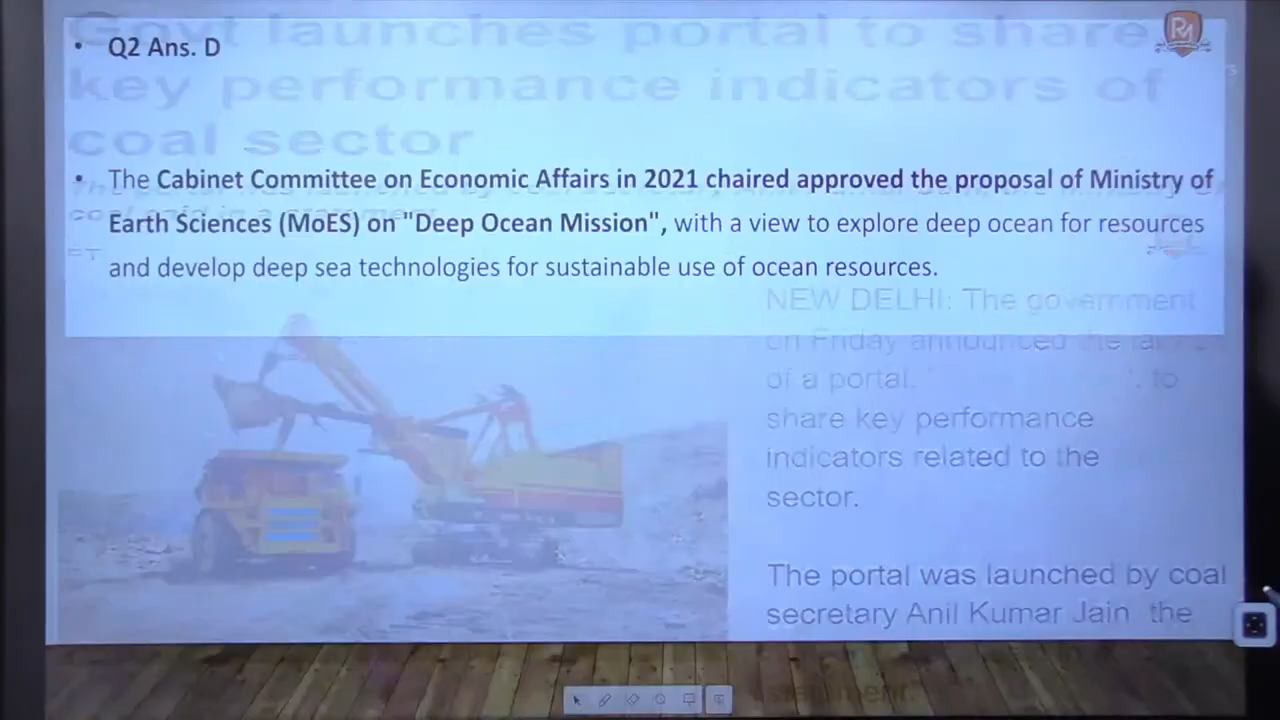 Govt launches portal to share
key performance indicators of
coal sector
• Q2 Ans. D
• The Cabinet Committee on Economic Affairs in 2021 chaired approved the proposal of Ministry of
Earth Sciences (MoES) on "Deep Ocean Mission", with a view to explore deep ocean for resources
and develop deep sea technologies for sustainable use of ocean resources.
NEW DELHI: The government
on Friday announced the
of a portal. to
share key performance
indicators related to the
sector.
The portal was launched by coal
secretary Anil Kumar Jain the
statement.